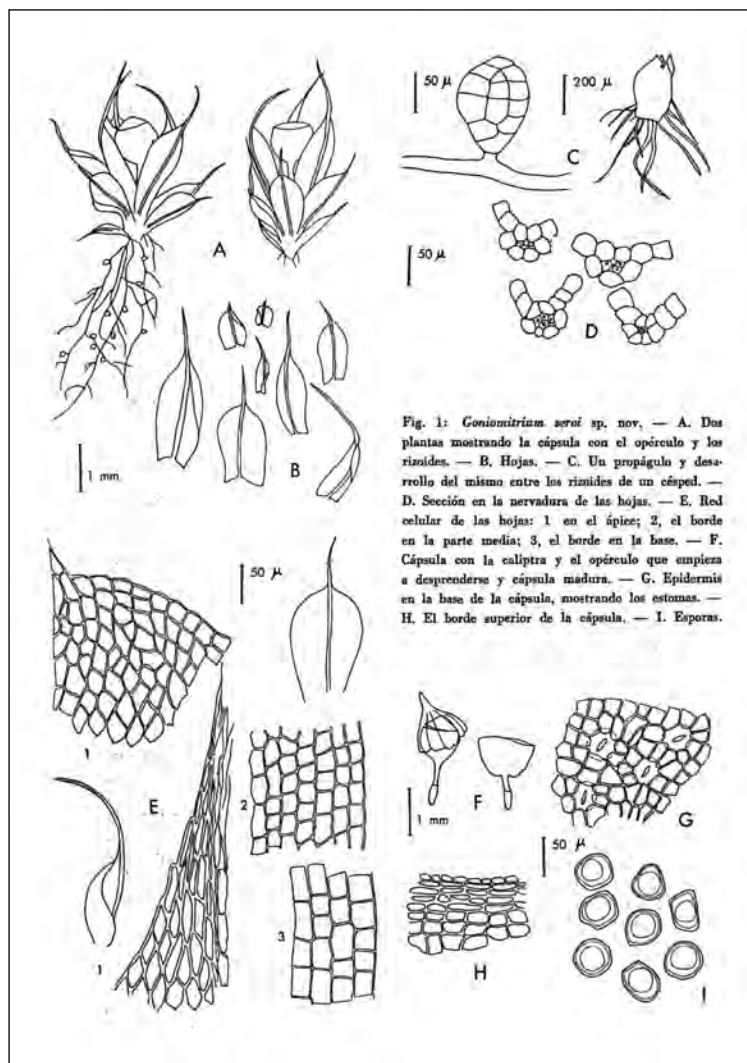 50 μ
200 μ
C
A
50 μ
D
B
1 mm
Fig. 1: Goniomitrium seroi sp. nov. — A. Dos
plantas mostrando la cápsula con el opérculo y los
rizoides. — B. Hojas. — C. Un propágulo y desa-
rrollo del mismo entre los rizoides de un césped. —
D. Sección en la nervadura de las hojas. — E. Red
celular de las hojas: 1 en el ápice; 2, el borde
en la parte media; 3, el borde en la base. — F.
Cápsula con la caliptra y el opérculo que empieza
a desprenderse y cápsula madura. — G. Epidermis
en la base de la cápsula, mostrando los estomas. —
H. El borde superior de la cápsula. — I. Esporas.
50 μ
1
E
2
1 mm
F
G
50 μ
3
1
H
I